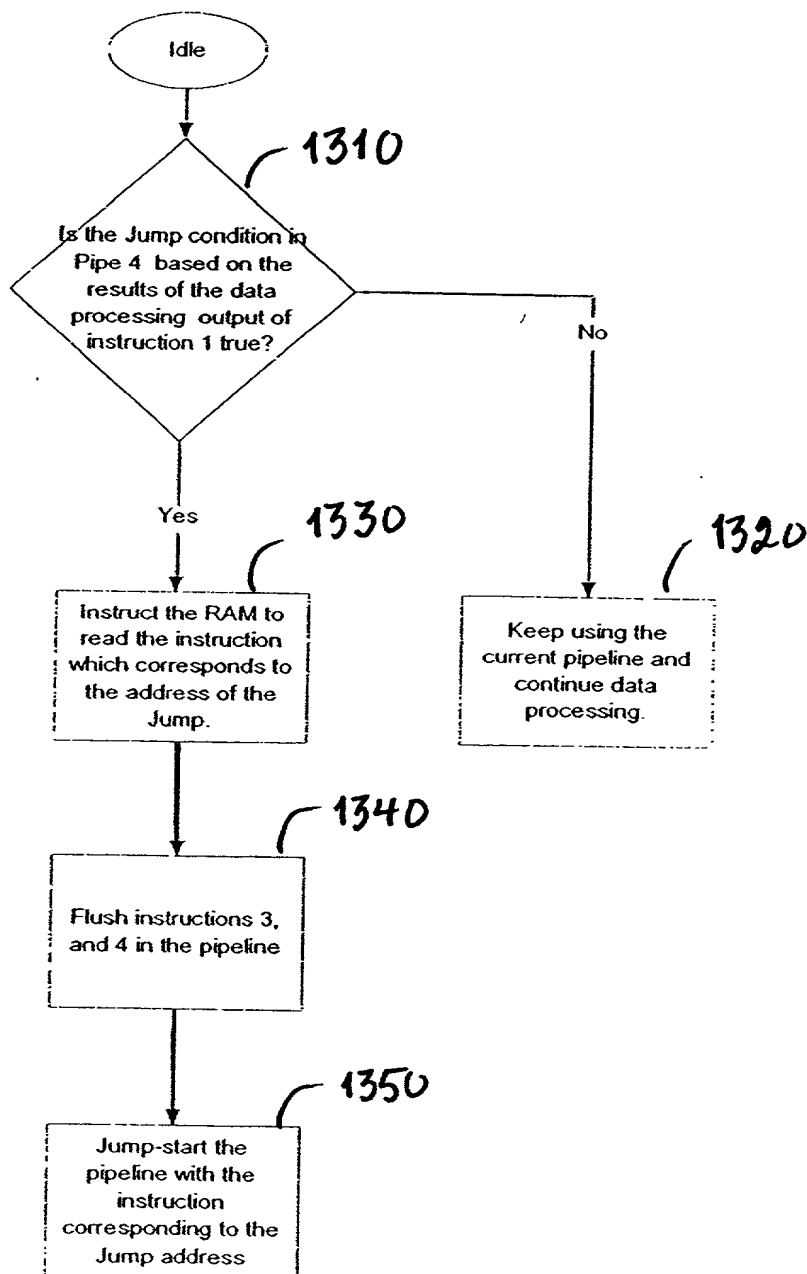 Idle
1310
Is the Jump condition in
Pipe 4 based on the
results of the data
processing output of
instruction 1 true?
No
Yes
1330
1320
Instruct the RAM to
read the instruction
which corresponds to
the address of the
Jump.
Keep using the
current pipeline and
continue data
processing.
1340
Flush instructions 3,
and 4 in the pipeline
1350
Jump-start the
pipeline with the
instruction
corresponding to the
Jump address